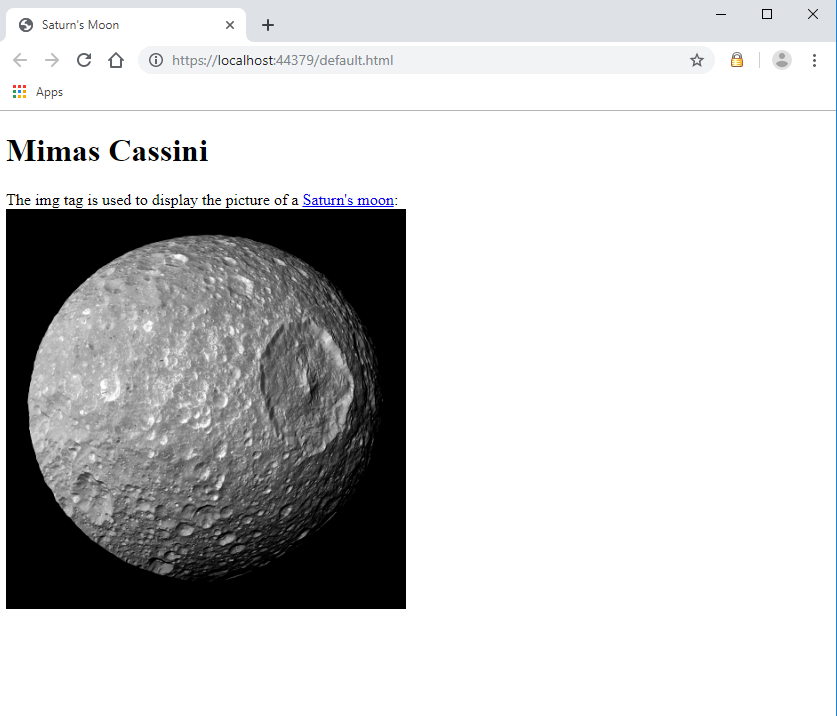 Saturn's Moon
https://localhost:44379/default.html
Apps
Mimas Cassini
The img tag is used to display the picture of a Saturn's moon: